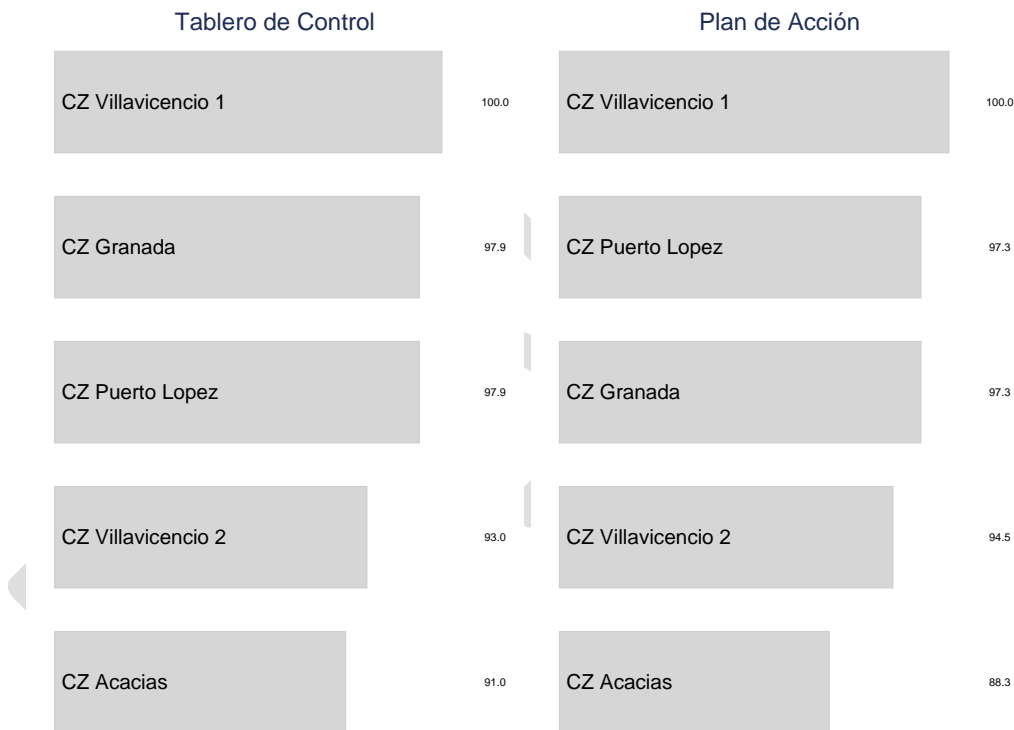 Tablero de Control
CZ Villavicencio 1 100.0
CZ Granada 97.9
CZ Puerto Lopez 97.9
CZ Villavicencio 2 93.0
CZ Acacias 91.0
Plan de Acción
CZ Villavicencio 1 100.0
CZ Puerto Lopez 97.3
CZ Granada 97.3
CZ Villavicencio 2 94.5
CZ Acacias 88.3